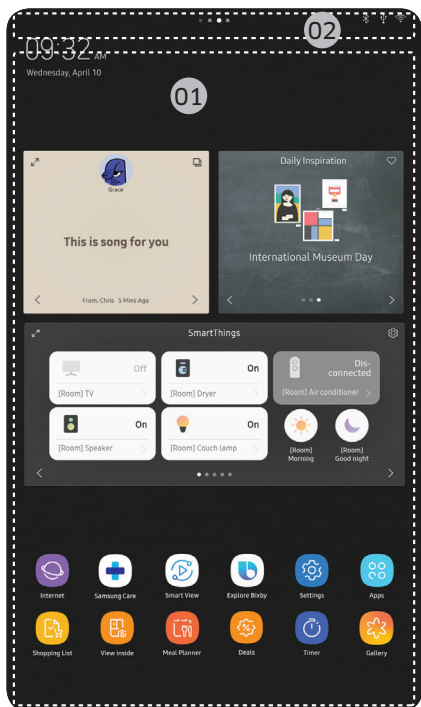 02
09:32 AM
Wednesday, April 10
01
Grace
This is song for you
From. Chris 5 Mins Ago
Daily Inspiration
International Museum Day
SmartThings
Off
[Room] TV
On
[Room] Dryer
Dis-
connected
[Room] Air conditioner
On
[Room] Speaker
On
[Room] Couch lamp
[Room]
Morning
[Room]
Good night
Internet
Samsung Care
Smart View
Explore Bixby
Settings
Apps
Shopping List
View inside
Meal Planner
Deals
Timer
Gallery